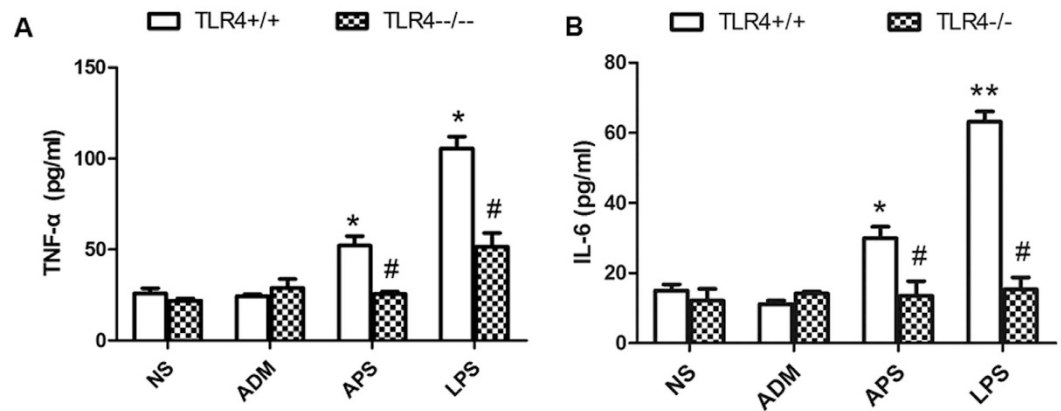 A
TLR4+/+
TLR4--/--
TNF-α (pg/ml)
150
100
50
0
*
*
#
#
NS
ADM
APS
LPS
B
TLR4+/+
TLR4-/-
IL-6 (pg/ml)
80
60
40
20
0
**
*
#
#
NS
ADM
APS
LPS